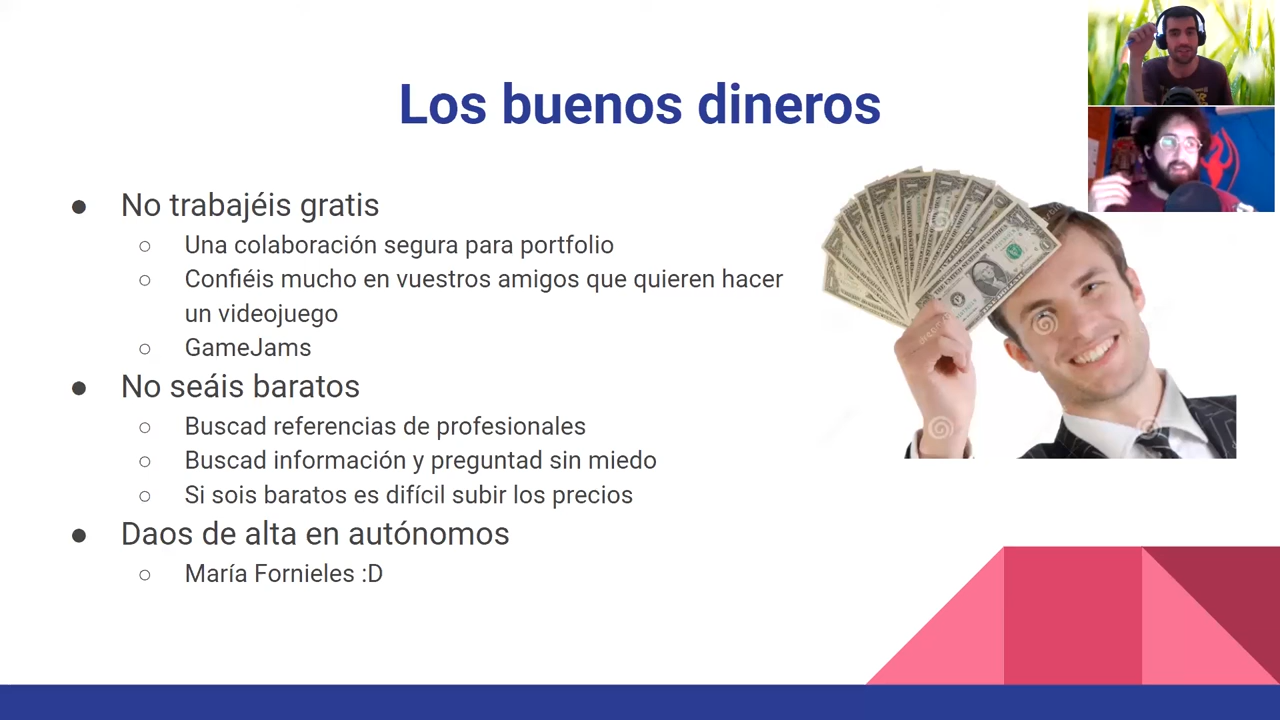 Los buenos dineros
● No trabajéis gratis
○ Una colaboración segura para portfolio
○ Confiéis mucho en vuestros amigos que quieren hacer
un videojuego
○ GameJams
● No seáis baratos
○ Buscad referencias de profesionales
○ Buscad información y preguntad sin miedo
○ Si sois baratos es difícil subir los precios
● Daos de alta en autónomos
○ María Fornieles :D